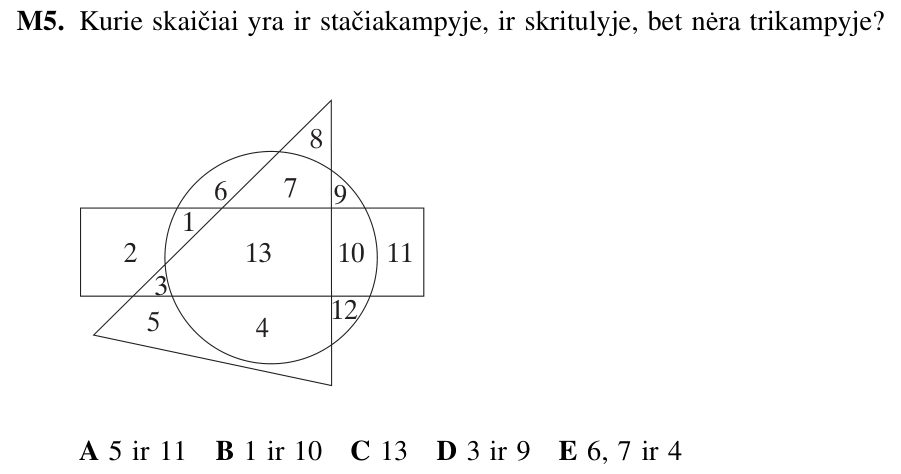 M5. Kurie skaičiai yra ir stačiakampyje, ir skritulyje, bet nėra trikampyje?
8
6 7 9
1
2 13 10 11
3
5 4 12
A 5 ir 11 B 1 ir 10 C 13 D 3 ir 9 E 6, 7 ir 4